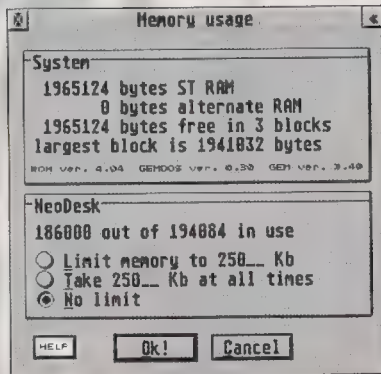 Memory usage
System
1965124 bytes ST RAM
0 bytes alternate RAM
1965124 bytes free in 3 blocks
largest block is 1941032 bytes
ROM ver. 4.04 GEMDOS ver. 0.30 GEM ver. 3.40
NeoDesk
186000 out of 194084 in use
Limit memory to 250__ Kb
Take 250__ Kb at all times
No limit
HELP Ok! Cancel